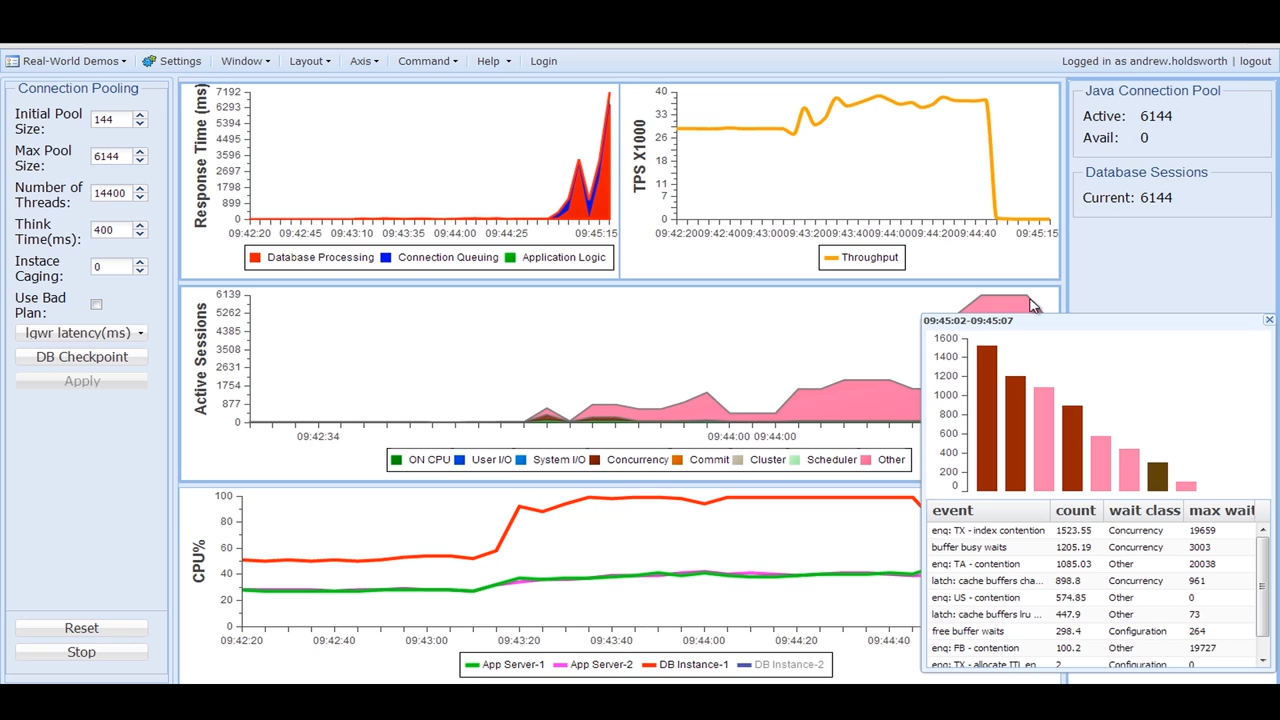 Real-World Demos Settings Window Layout Axis Command Help Login Logged in as andrew.holdsworth | logout
Connection Pooling
Initial Pool
Size:
144
Max Pool
Size:
6144
Number of
Threads:
14400
Think
Time(ms):
400
Instace
Caging:
0
Use Bad
Plan:
lgwr latency(ms)
DB Checkpoint
Apply
Reset
Stop
Response Time (ms)
7192
6293
5394
4495
3596
2697
1798
899
0
09:42:20 09:42:45 09:43:10 09:43:35 09:44:00 09:44:25 09:45:15
Database Processing Connection Queuing Application Logic
TPS X1000
40
33
26
18
11
7
0
09:42:20 09:42:40 09:43:00 09:43:20 09:43:40 09:44:00 09:44:20 09:44:40 09:45:15
Throughput
Java Connection Pool
Active: 6144
Avail: 0
Database Sessions
Current: 6144
Active Sessions
6139
5262
4385
3508
2631
1754
877
0
09:42:34 09:44:00 09:44:00
ON CPU User I/O System I/O Concurrency Commit Cluster Scheduler Other
CPU%
100
80
60
40
20
0
09:42:20 09:42:40 09:43:00 09:43:20 09:43:40 09:44:00 09:44:20 09:44:40
App Server-1 App Server-2 DB Instance-1 DB Instance-2
09:45:02-09:45:07
1600
1400
1200
1000
800
600
400
200
0
event count wait class max wait
enq: TX - index contention 1523.55 Concurrency 19659
buffer busy waits 1205.19 Concurrency 3003
enq: TA - contention 1085.03 Other 20038
latch: cache buffers cha... 898.8 Concurrency 961
enq: US - contention 574.85 Other 0
latch: cache buffers lru ... 447.9 Other 73
free buffer waits 298.4 Configuration 264
enq: FB - contention 100.2 Other 19727
enq: TX - allocate ITL en... 2 Configuration 0